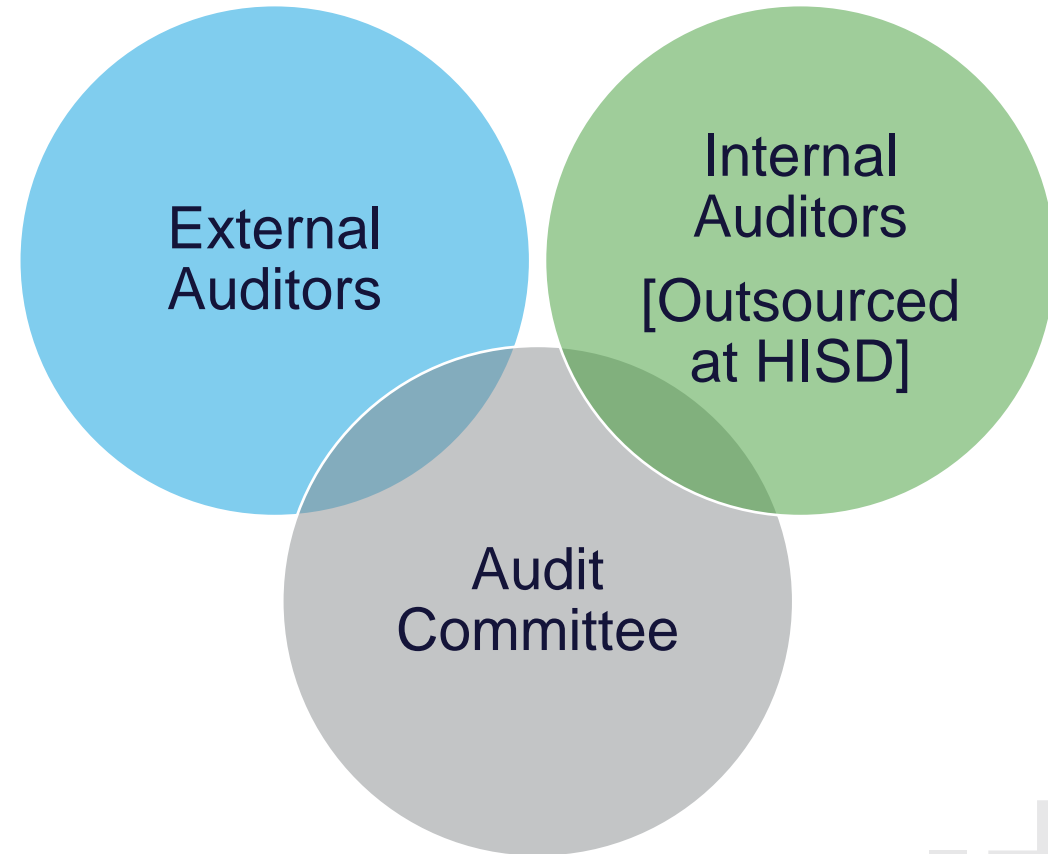 External
Auditors
Internal
Auditors
[Outsourced
at HISD]
Audit
Committee